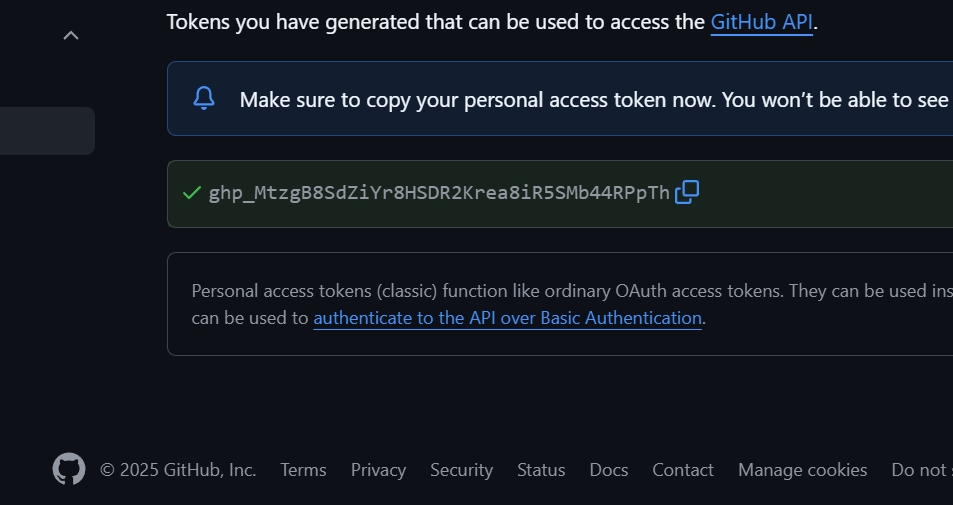 Tokens you have generated that can be used to access the GitHub API.
Make sure to copy your personal access token now. You won’t be able to see
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
Personal access tokens (classic) function like ordinary OAuth access tokens. They can be used ins
can be used to authenticate to the API over Basic Authentication.
© 2025 GitHub, Inc. Terms Privacy Security Status Docs Contact Manage cookies Do not